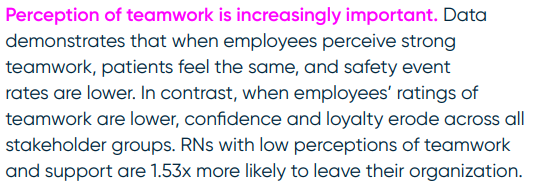 Perception of teamwork is increasingly important. Data
demonstrates that when employees perceive strong
teamwork, patients feel the same, and safety event
rates are lower. In contrast, when employees’ ratings of
teamwork are lower, confidence and loyalty erode across all
stakeholder groups. RNs with low perceptions of teamwork
and support are 1.53x more likely to leave their organization.